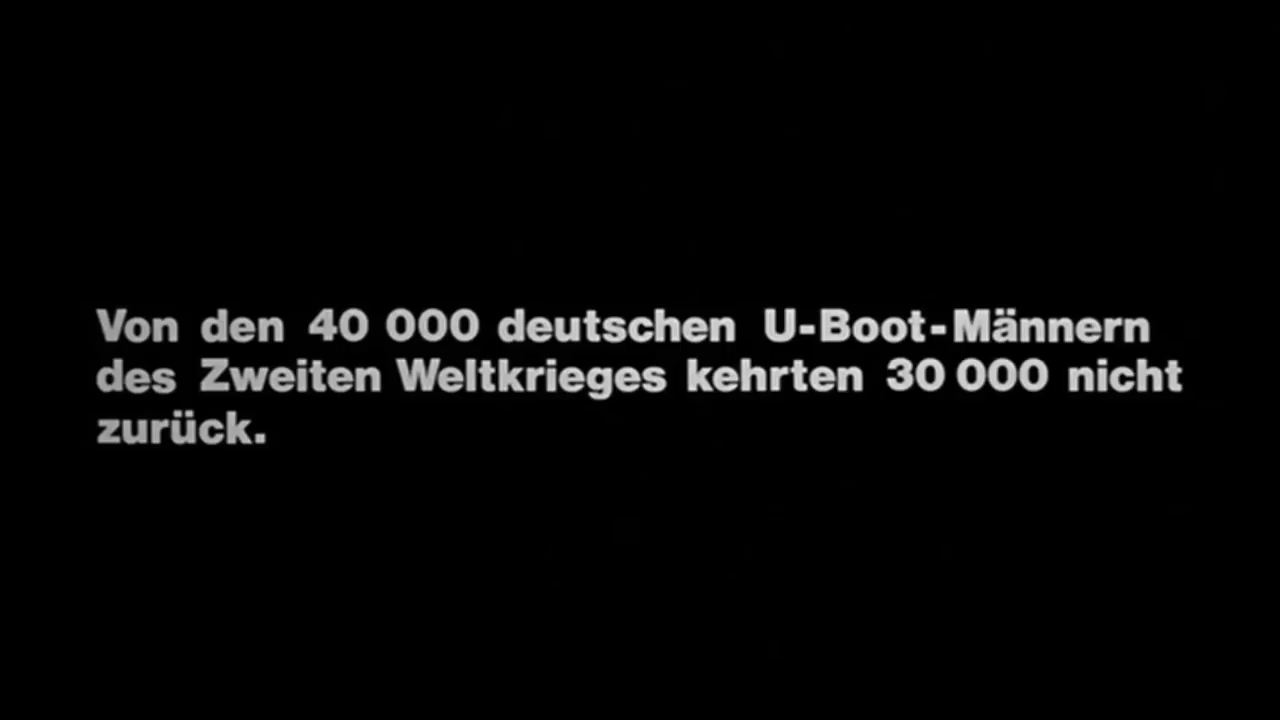 Von den 40 000 deutschen U-Boot-Männern
des Zweiten Weltkrieges kehrten 30 000 nicht
zurück.